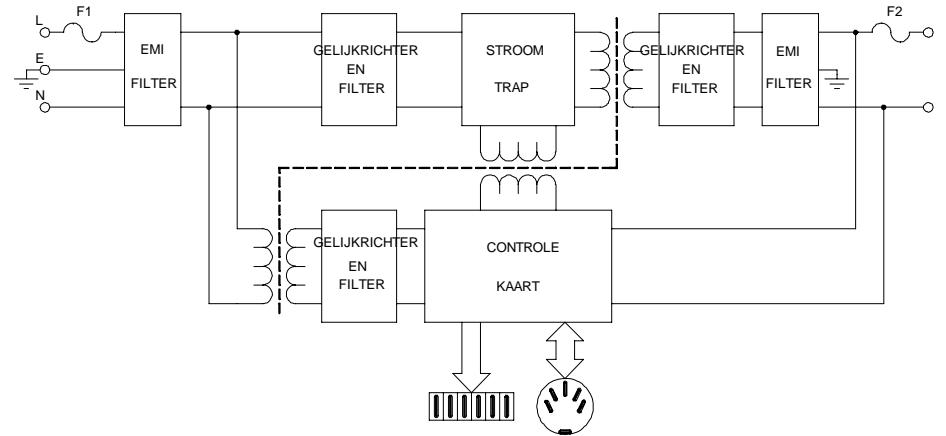 F1
F2
L
E
N
EMI
FILTER
GELIJKRICHTER
EN
FILTER
STROOM
TRAP
GELIJKRICHTER
EN
FILTER
EMI
FILTER
GELIJKRICHTER
EN
FILTER
CONTROLE
KAART